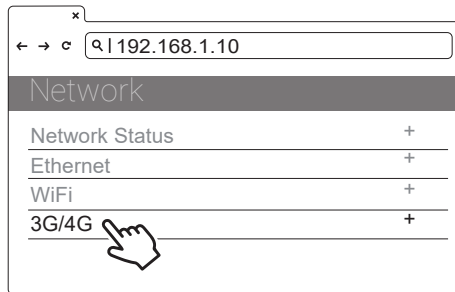 192.168.1.10
Network
Network Status +
Ethernet +
WiFi +
3G/4G +